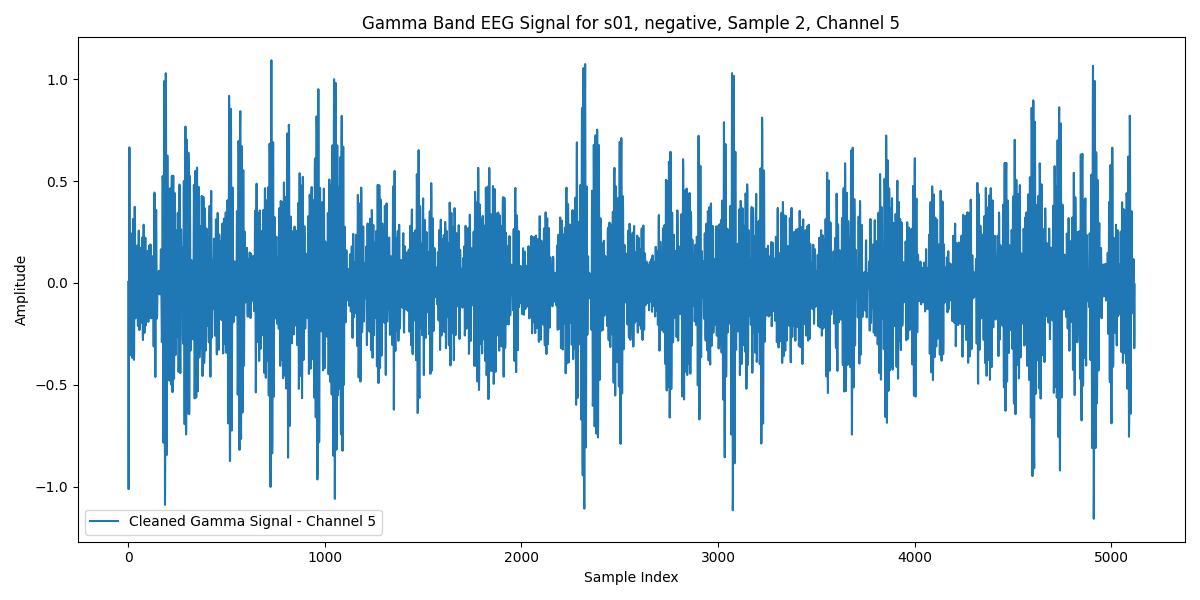 Gamma Band EEG Signal for s01, negative, Sample 2, Channel 5
Amplitude
1.0
0.5
0.0
−0.5
−1.0
Cleaned Gamma Signal - Channel 5
0 1000 2000 3000 4000 5000
Sample Index